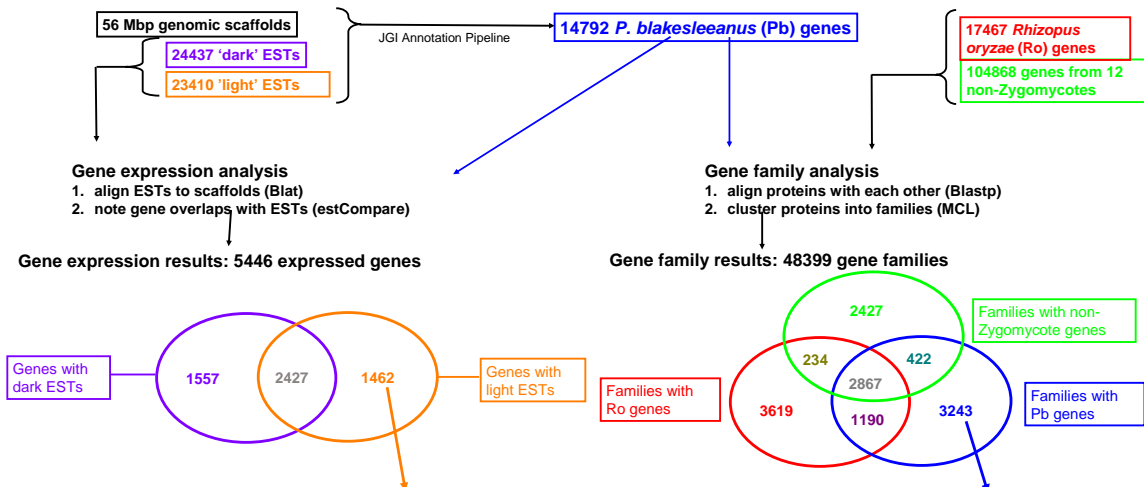 56 Mbp genomic scaffolds
24437 'dark' ESTs
23410 'light' ESTs
JGI Annotation Pipeline
14792 P. blakesleeanus (Pb) genes
17467 Rhizopus
oryzae (Ro) genes
104868 genes from 12
non-Zygomycotes
Gene expression analysis
1. align ESTs to scaffolds (Blat)
2. note gene overlaps with ESTs (estCompare)
Gene family analysis
1. align proteins with each other (Blastp)
2. cluster proteins into families (MCL)
Gene expression results: 5446 expressed genes
Gene family results: 48399 gene families
Genes with
dark ESTs
1557
2427
1462
Genes with
light ESTs
2427
Families with non-
Zygomycote genes
234
422
2867
Families with
Ro genes
3619
1190
3243
Families with
Pb genes